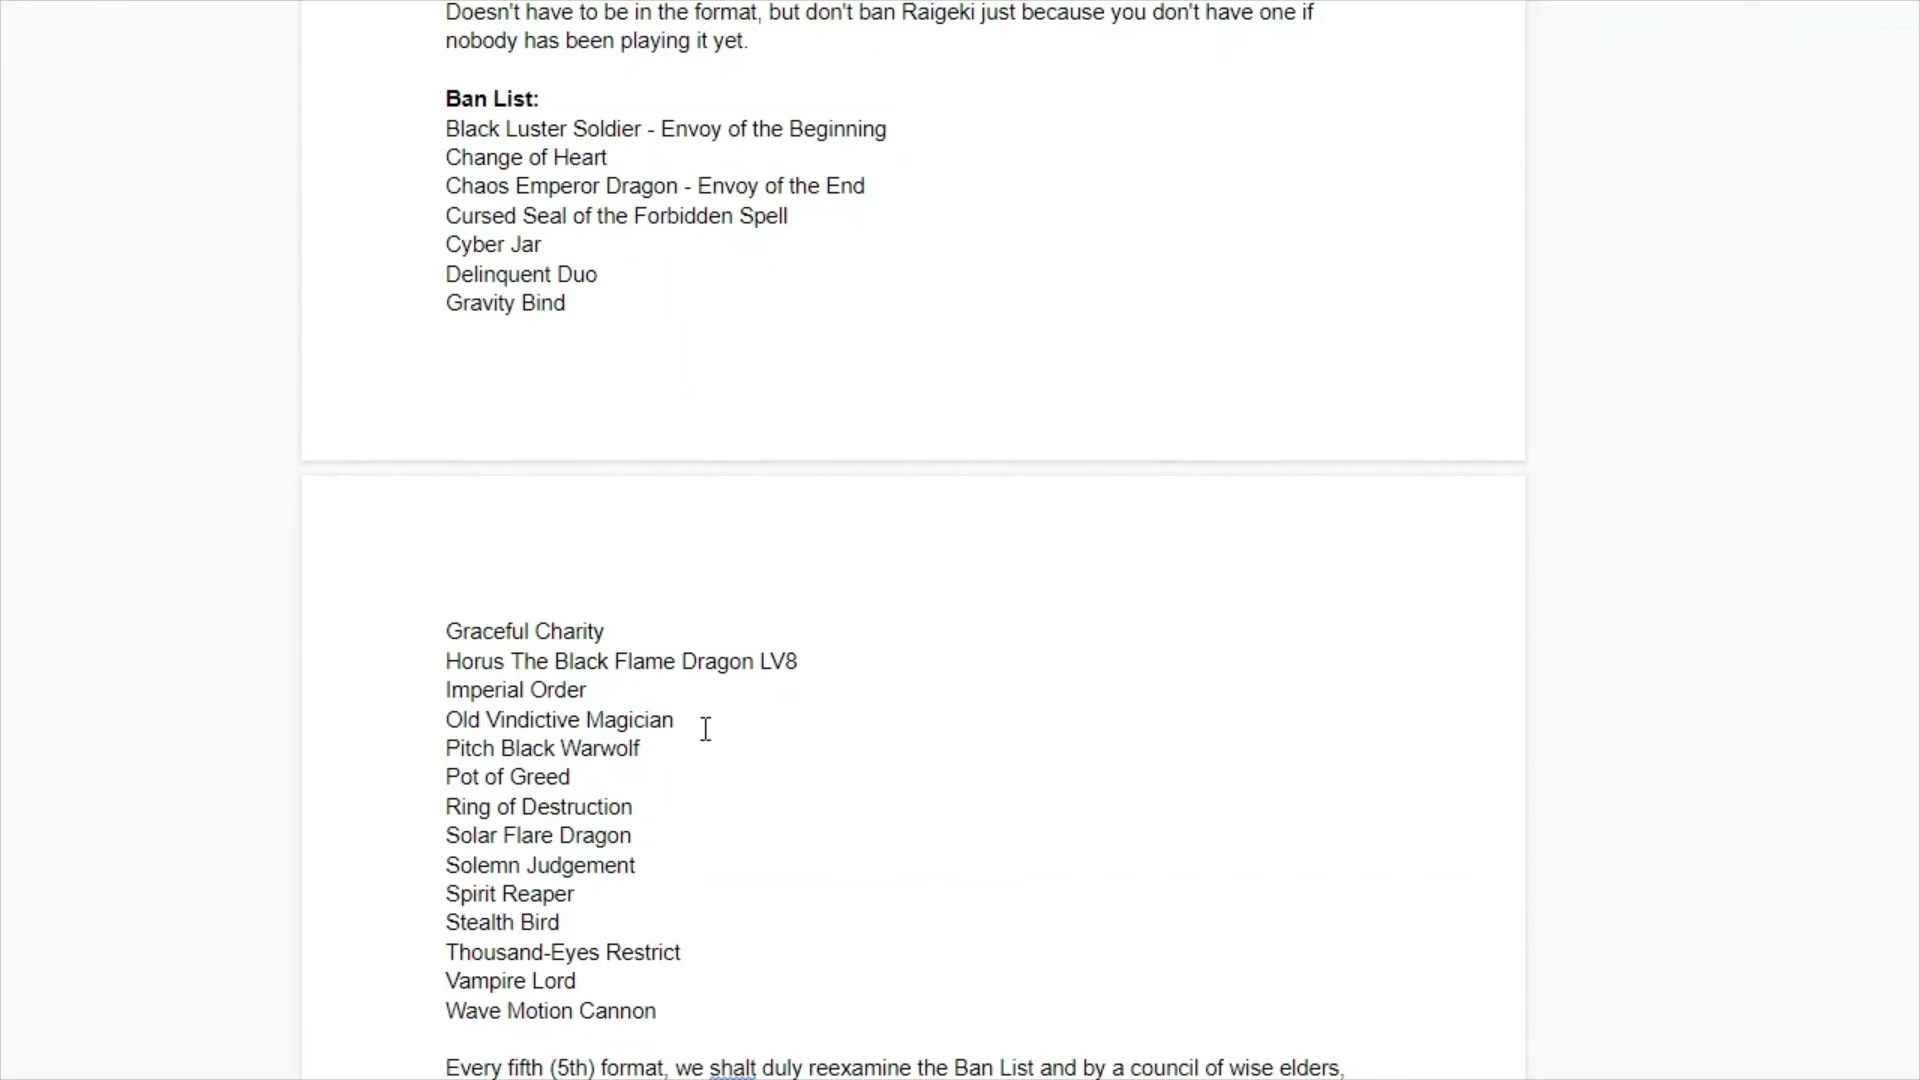 Doesn't have to be in the format, but don't ban Raigeki just because you don't have one if
nobody has been playing it yet.
Ban List:
Black Luster Soldier - Envoy of the Beginning
Change of Heart
Chaos Emperor Dragon - Envoy of the End
Cursed Seal of the Forbidden Spell
Cyber Jar
Delinquent Duo
Gravity Bind
Graceful Charity
Horus The Black Flame Dragon LV8
Imperial Order
Old Vindictive Magician
Pitch Black Warwolf
Pot of Greed
Ring of Destruction
Solar Flare Dragon
Solemn Judgement
Spirit Reaper
Stealth Bird
Thousand-Eyes Restrict
Vampire Lord
Wave Motion Cannon
Every fifth (5th) format, we shalt duly reexamine the Ban List and by a council of wise elders,